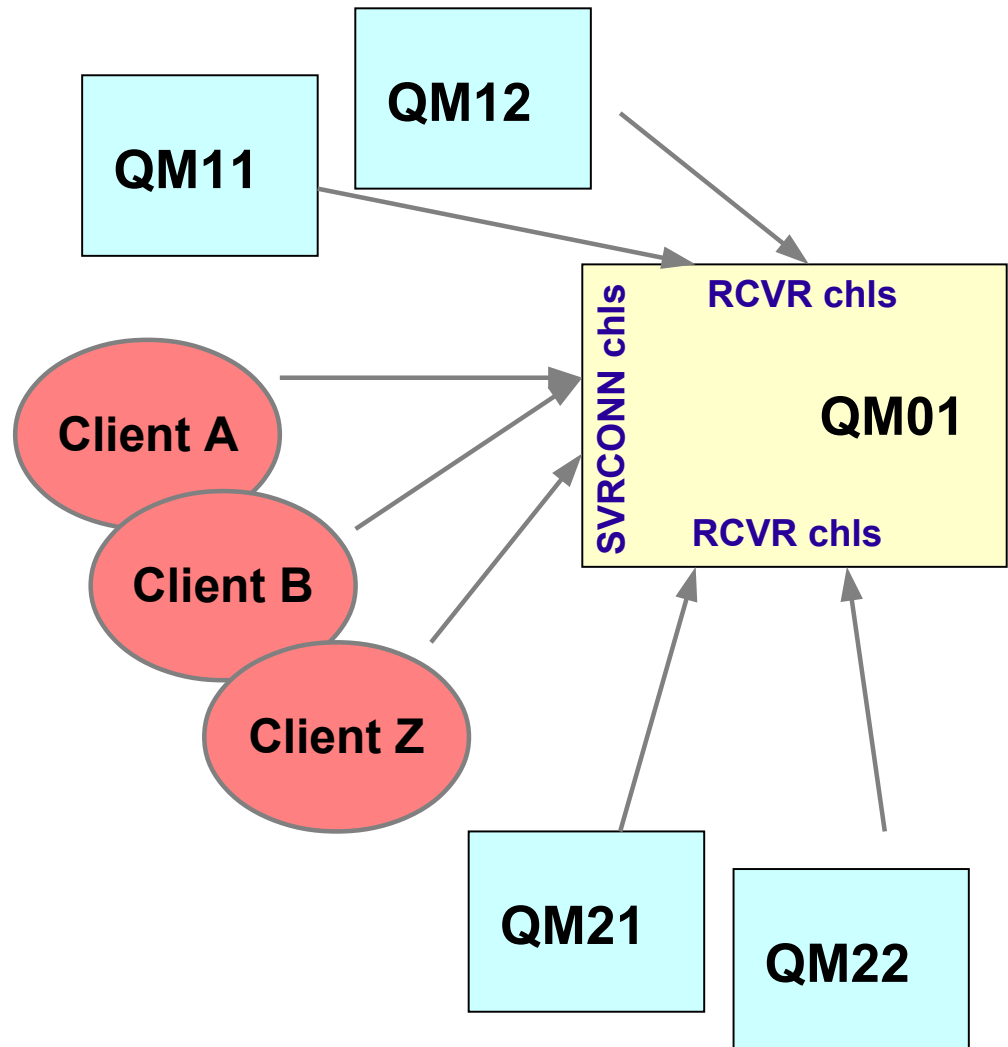 QM12
QM11
RCVR chls
SVRCONN chls
QM01
RCVR chls
Client A
Client B
Client Z
QM21
QM22